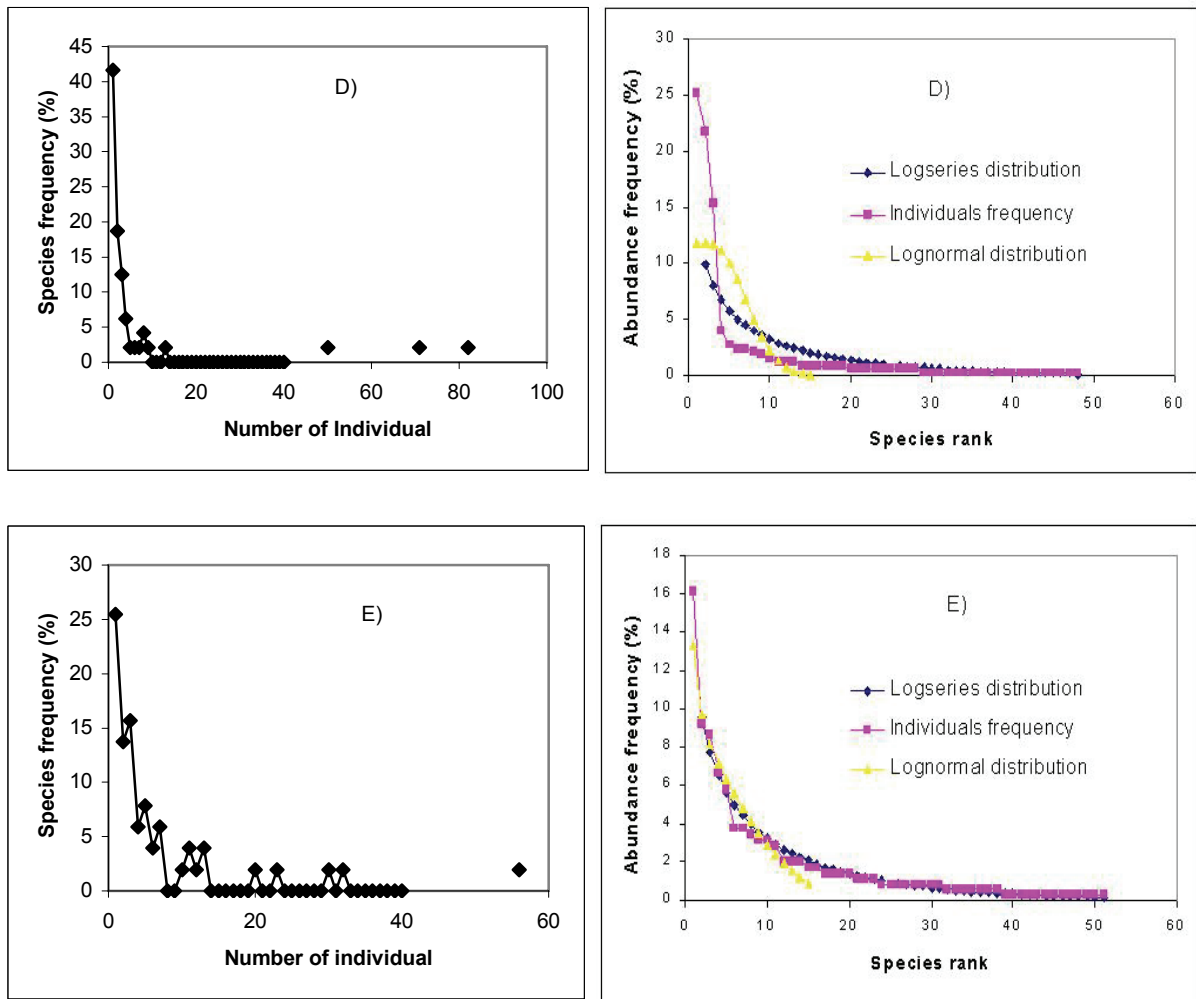 45
40
35
30
25
20
15
10
5
0
Species frequency (%)
D)
0 20 40 60 80 100
Number of Individual
30
25
20
15
10
5
0
Abundance frequency (%)
D)
Logseries distribution
Individuals frequency
Lognormal distribution
0 10 20 30 40 50 60
Species rank
30
25
20
15
10
5
0
Species frequency (%)
E)
0 20 40 60
Number of individual
18
16
14
12
10
8
6
4
2
0
Abundance frequency (%)
E)
Logseries distribution
Individuals frequency
Lognormal distribution
0 10 20 30 40 50 60
Species rank